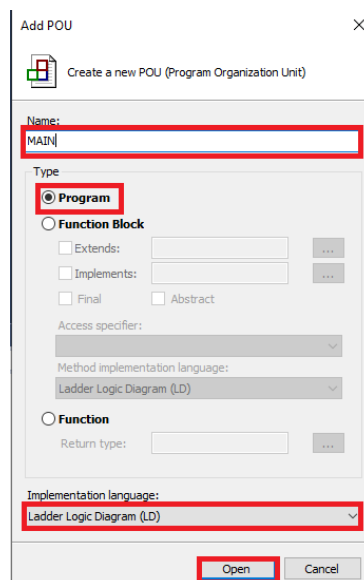 Add POU
Create a new POU (Program Organization Unit)
Name:
MAIN
Type
Program
Function Block
Extends:
...
Implements:
...
Final Abstract
Access specifier:
Method implementation language:
Ladder Logic Diagram (LD)
Function
Return type:
...
Implementation language:
Ladder Logic Diagram (LD)
Open Cancel